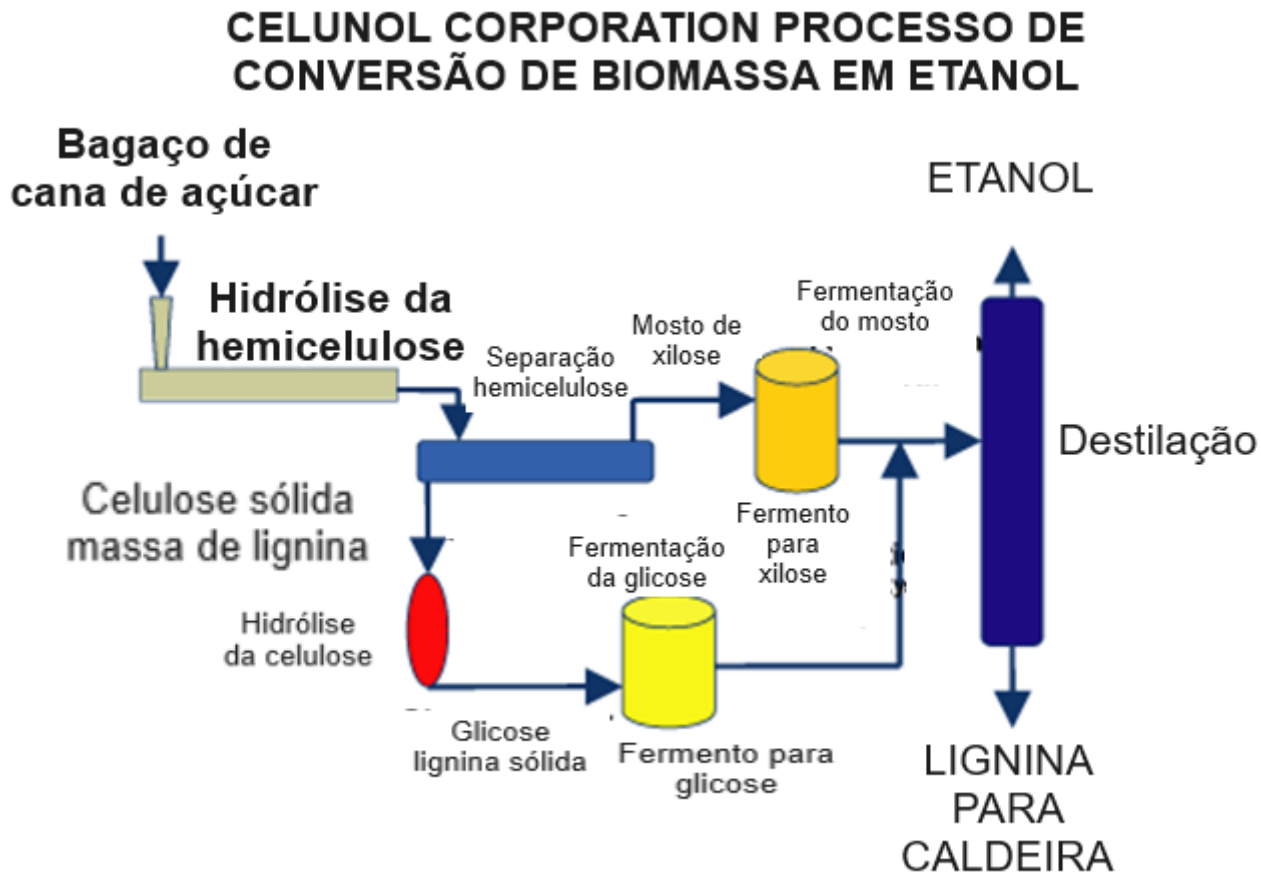 CELUNOL CORPORATION PROCESSO DE
CONVERSÃO DE BIOMASSA EM ETANOL
Bagaço de
cana de açúcar
ETANOL
Hidrólise da
hemicelulose
Separação
hemicelulose
Mosto de
xilose
Fermentação
do mosto
Destilação
Celulose sólida
massa de lignina
Fermento
para
xilose
Fermentação
da glicose
Hidrólise
da celulose
Glicose
lignina sólida
Fermento para
glicose
LIGNINA
PARA
CALDEIRA